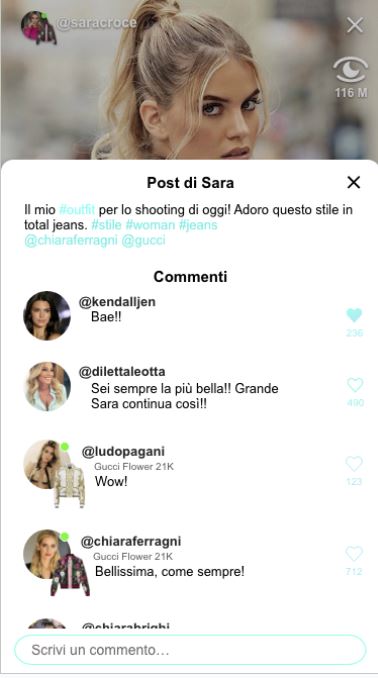 @saracroce
116 M
Post di Sara
Il mio #outfit per lo shooting di oggi! Adoro questo stile in
total jeans. #stile #woman #jeans
@chiaraferragni @gucci
Commenti
@kendalljen
Bae!!
236
@dilettaleotta
Sei sempre la più bella!! Grande
Sara continua così!!
490
@ludopagani
Gucci Flower 21K
Wow!
123
@chiaraferragni
Gucci Flower 21K
Bellissima, come sempre!
712
@chiarabrighi
Scrivi un commento…